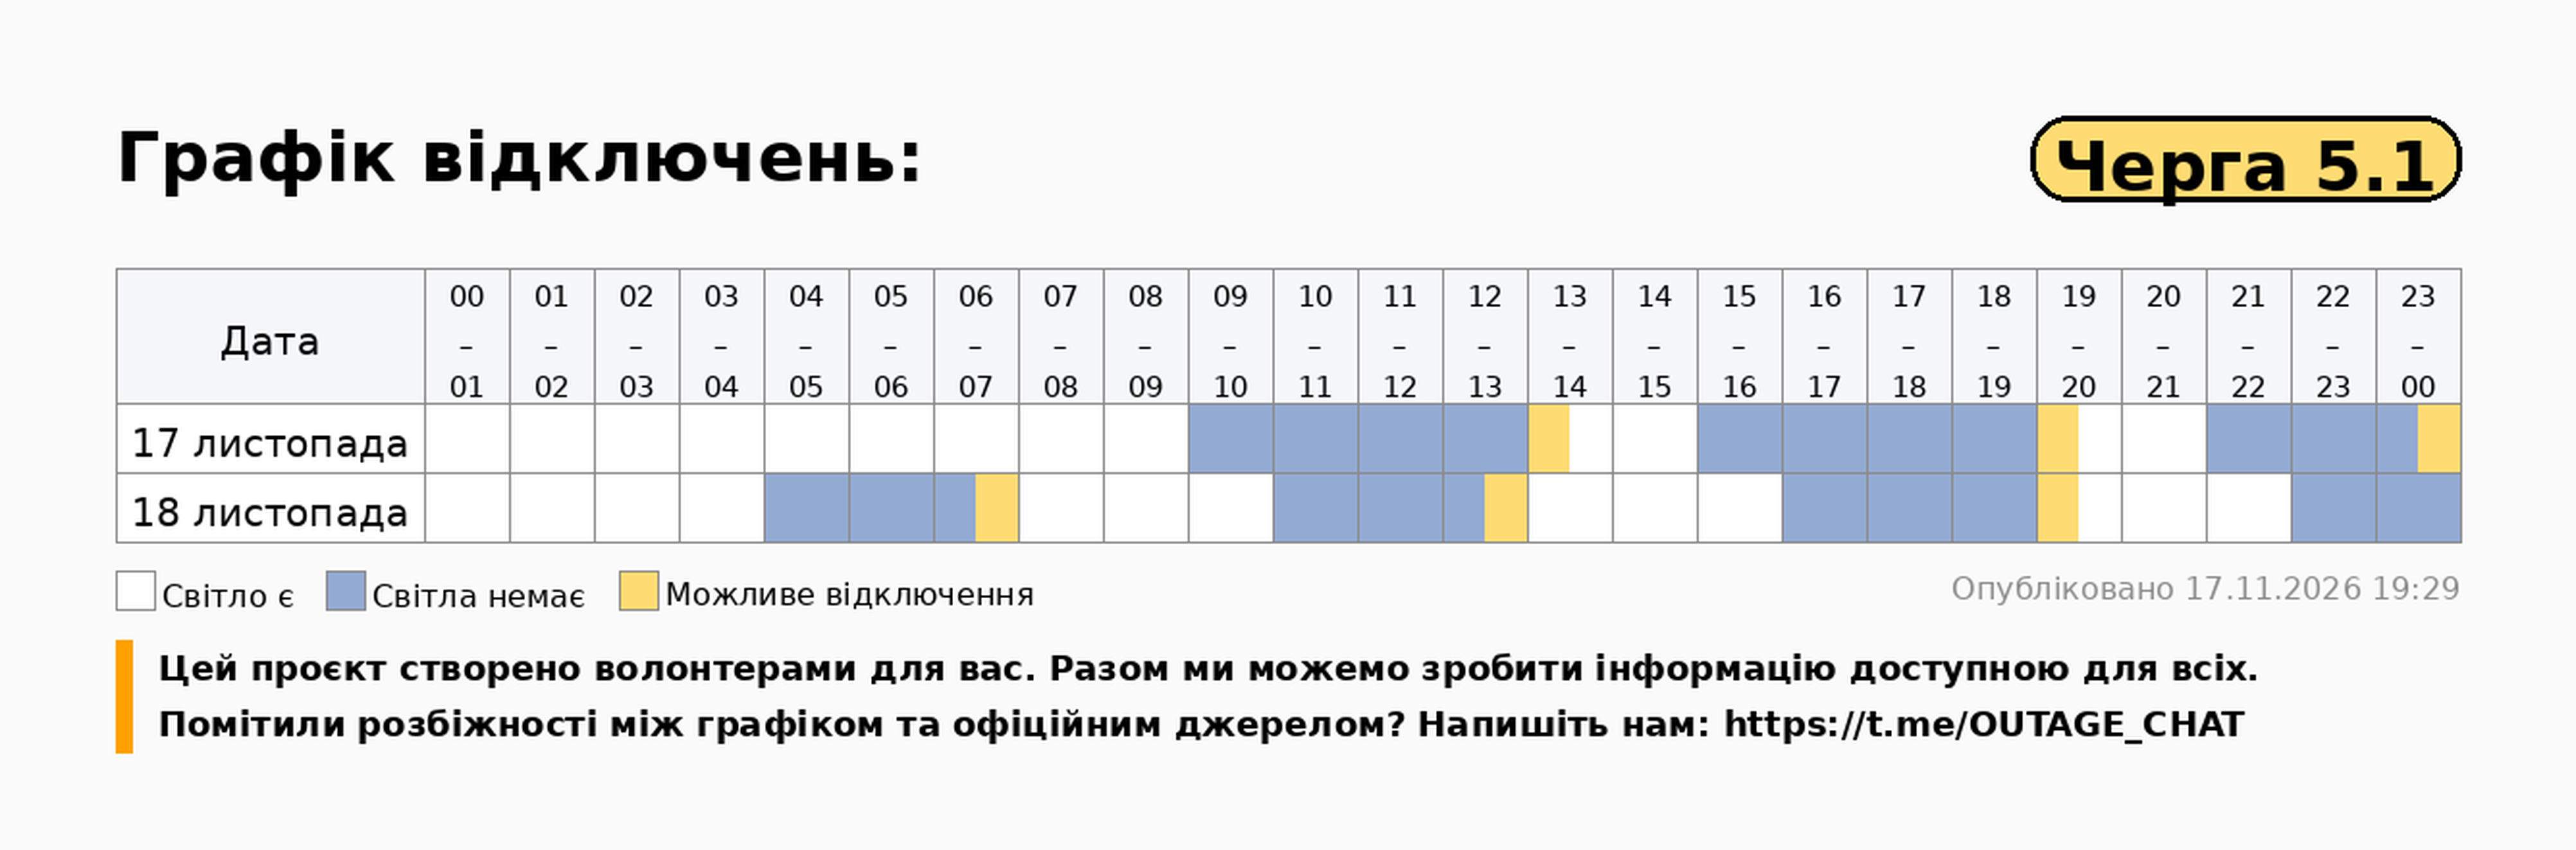 Графік відключень:
Черга 5.1
Дата
00 – 01
01 – 02
02 – 03
03 – 04
04 – 05
05 – 06
06 – 07
07 – 08
08 – 09
09 – 10
10 – 11
11 – 12
12 – 13
13 – 14
14 – 15
15 – 16
16 – 17
17 – 18
18 – 19
19 – 20
20 – 21
21 – 22
22 – 23
23 – 00
17 листопада
18 листопада
Світло є
Світла немає
Можливе відключення
Опубліковано 17.11.2026 19:29
Цей проєкт створено волонтерами для вас. Разом ми можемо зробити інформацію доступною для всіх.
Помітили розбіжності між графіком та офіційним джерелом? Напишіть нам: https://t.me/OUTAGE_CHAT